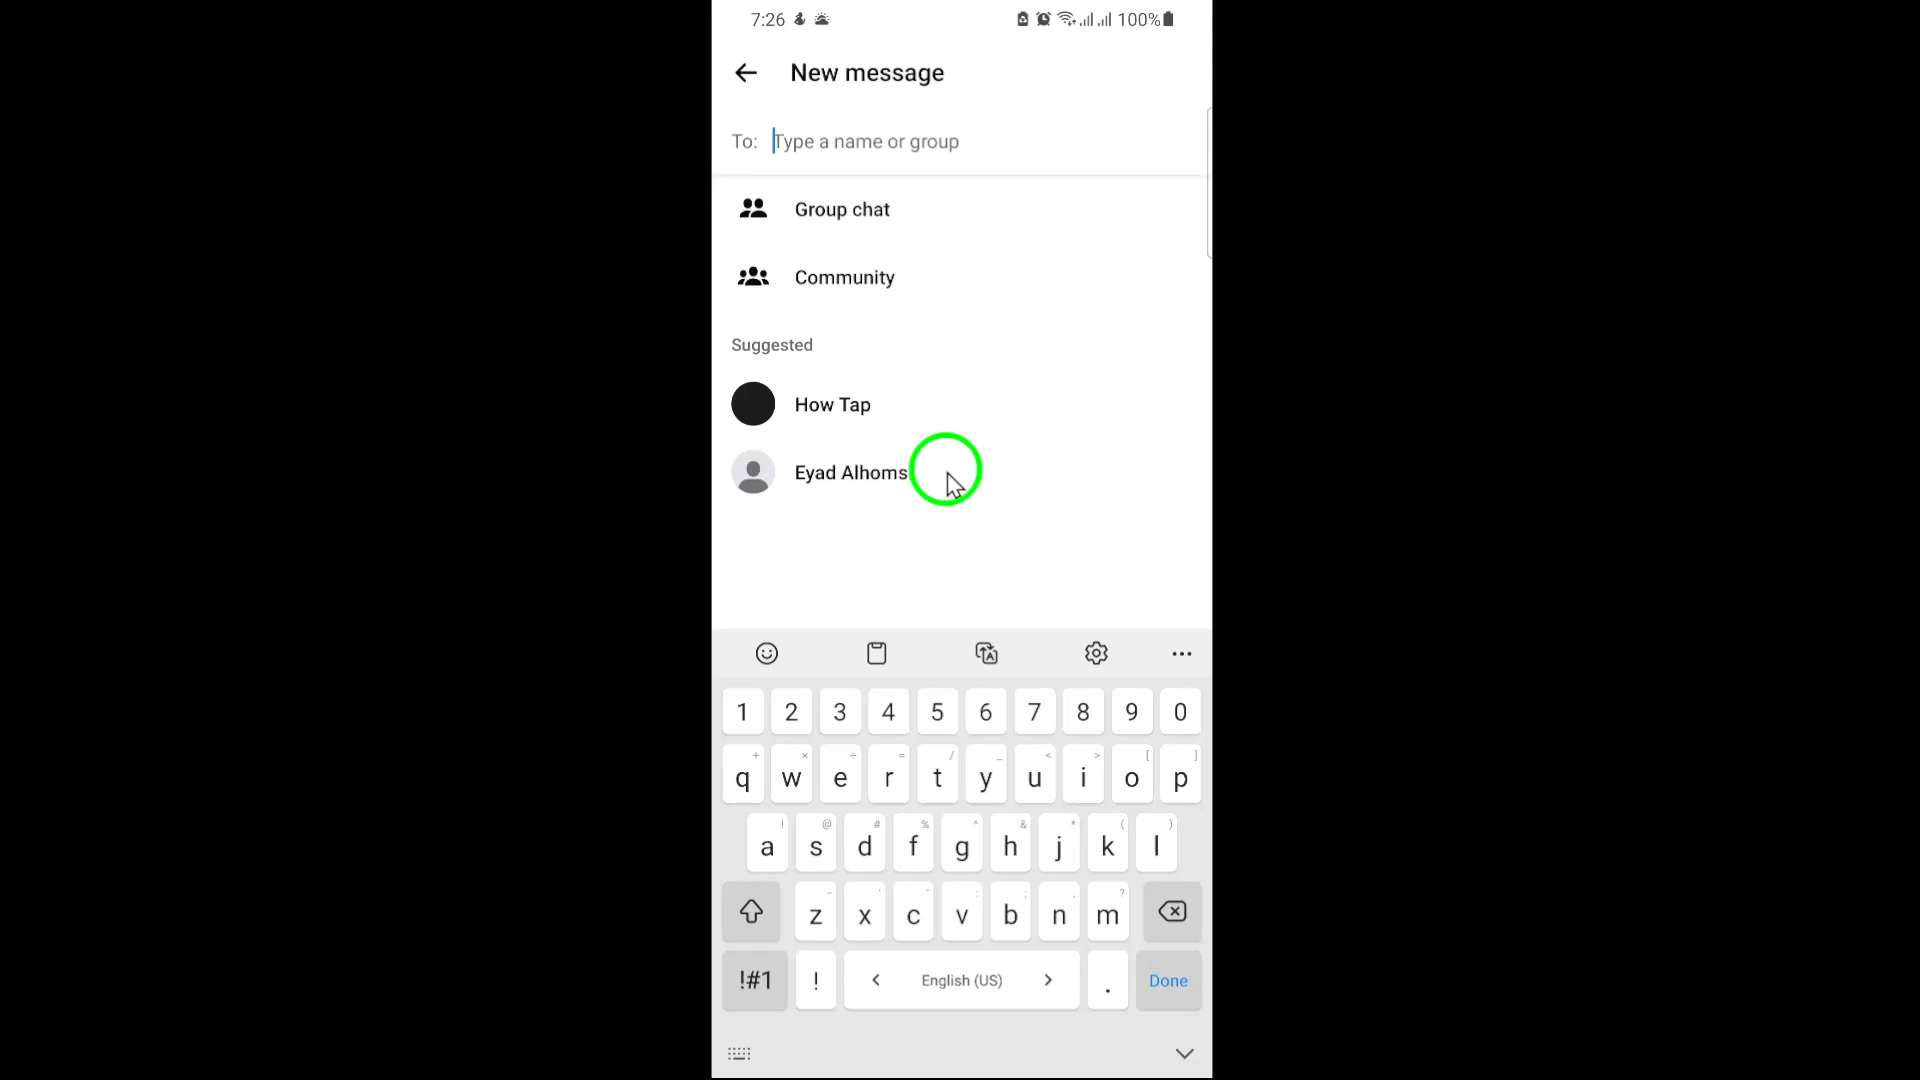 7:26 100%
New message
To: Type a name or group
Group chat
Community
Suggested
How Tap
Eyad Alhoms
1 2 3 4 5 6 7 8 9 0
+ × ÷ = / _ < > [ ]
q w e r t y u i o p
! @ # % ^ & * ( )
a s d f g h j k l
- ' " : ; , ?
z x c v b n m
!#1 ! < English (US) > . Done